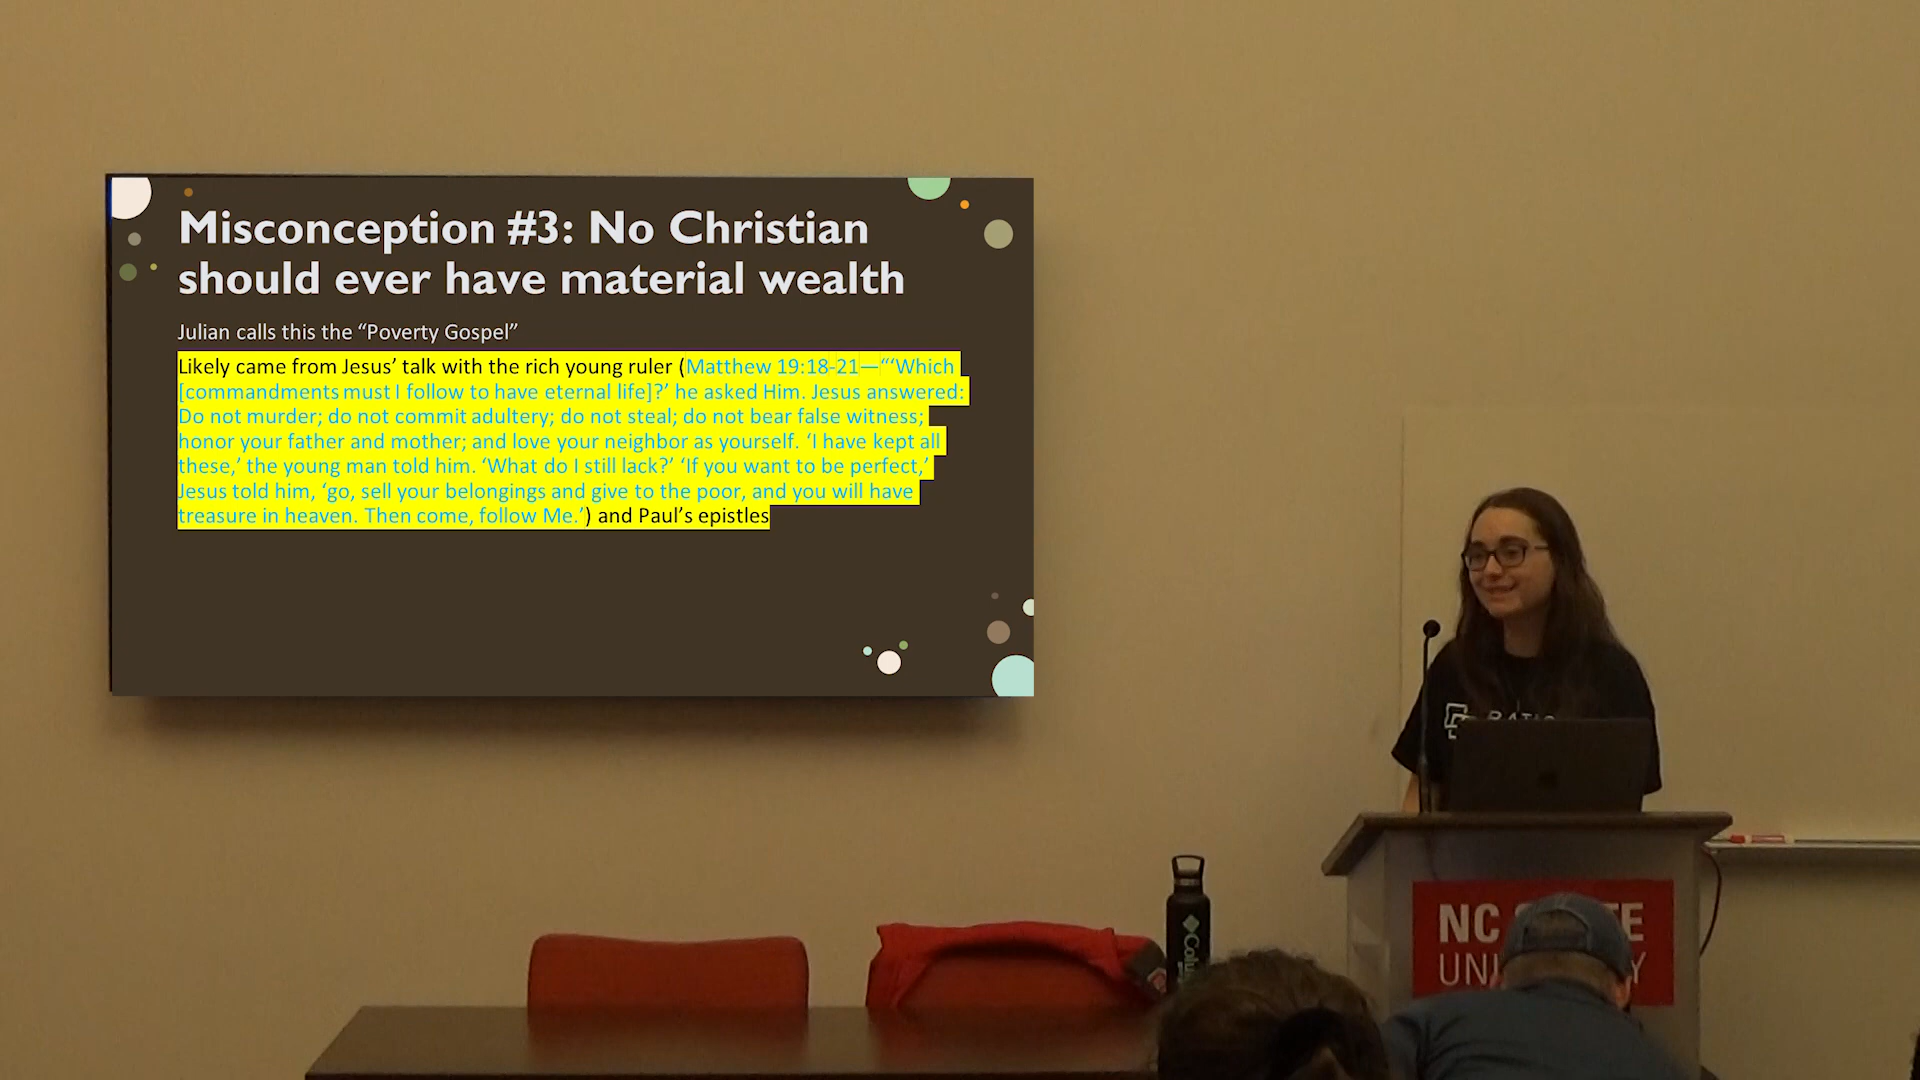 Misconception #3: No Christian
should ever have material wealth
Julian calls this the “Poverty Gospel”
Likely came from Jesus’ talk with the rich young ruler (Matthew 19:18-21—“‘Which
[commandments must I follow to have eternal life]?’ he asked Him. Jesus answered:
Do not murder; do not commit adultery; do not steal; do not bear false witness;
honor your father and mother; and love your neighbor as yourself. ‘I have kept all
these,’ the young man told him. ‘What do I still lack?’ ‘If you want to be perfect,’
Jesus told him, ‘go, sell your belongings and give to the poor, and you will have
treasure in heaven. Then come, follow Me.’) and Paul’s epistles
NC